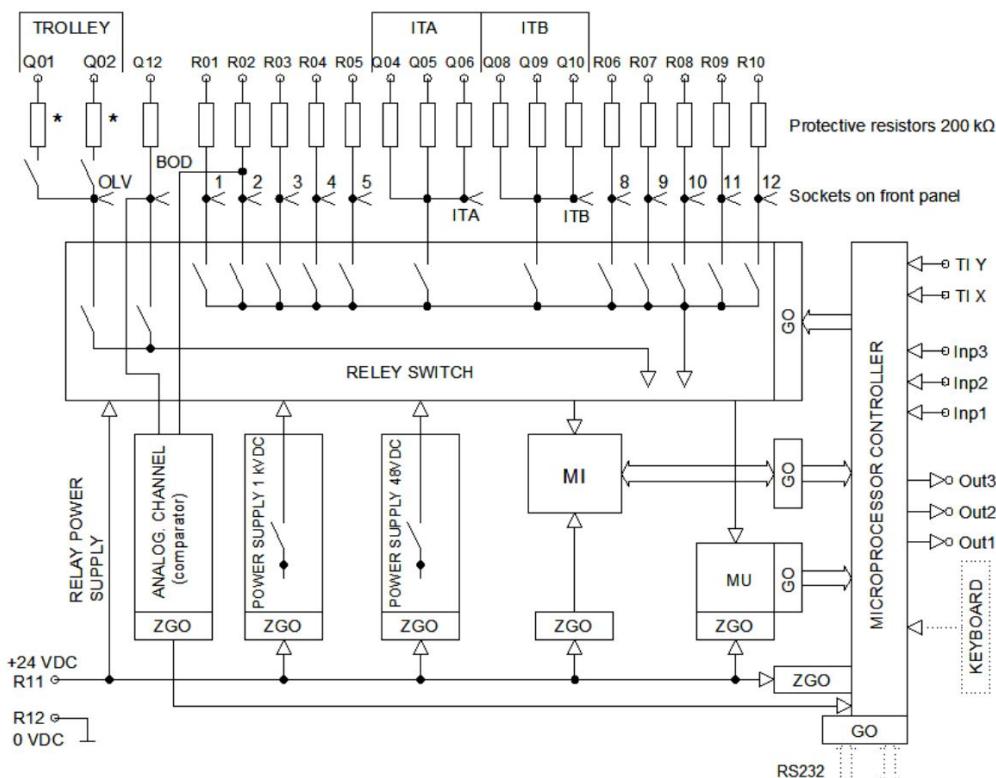 TROLLEY
ITA
ITB
Q01
Q02
Q12
R01
R02
R03
R04
R05
Q04
Q05
Q06
Q08
Q09
Q10
R06
R07
R08
R09
R10
*
*
Protective resistors 200 kΩ
OLV
BOD
1
2
3
4
5
ITA
ITB
8
9
10
11
12
Sockets on front panel
RELEY SWITCH
GO
MICROPROCESSOR CONTROLLER
TI Y
TI X
Inp3
Inp2
Inp1
Out3
Out2
Out1
KEYBOARD
RELAY POWER
SUPPLY
ANALOG. CHANNEL
(comparator)
ZGO
POWER SUPPLY 1 kVDC
ZGO
POWER SUPPLY 48VDC
ZGO
MI
GO
ZGO
MU
GO
ZGO
+24 VDC
R11
ZGO
R12
0 VDC
GO
RS232